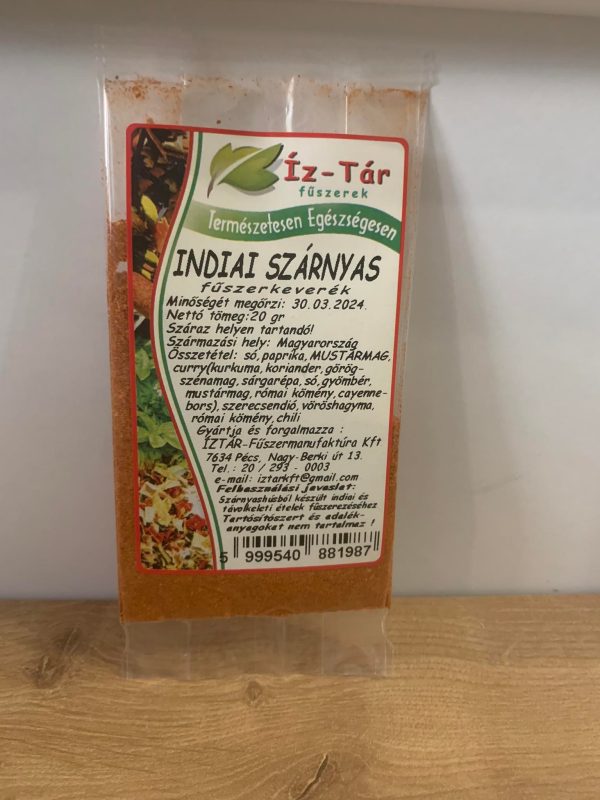 Íz-Tár
fűszerek
Természetesen Egészségesen
INDIAI SZÁRNYAS
fűszerkeverék
Minőségét megőrzi: 30.03.2024.
Nettó tömeg:20 gr
Száraz helyen tartandó!
Származási hely: Magyarország
Összetétel: só,paprika,MUSTÁRMAG,
curry(kurkuma, koriander, görög-
szénamag, sárgarépa, só, gyömbér,
mustármag, római kömény, cayenne-
bors), szerecsendió, vöröshagyma,
római kömény, chili
Gyártja és forgalmazza :
ÍZTÁR-Fűszermanufaktúra Kft
7634 Pécs, Nagy-Berki út 13.
Tel.: 20 / 293 - 0003
e-mail: iztarkft@gmail.com
Felhasználási javaslat:
Szárnyashúsból készült indiai és
távolkeleti ételek fűszerezéséhez
Tartósítószert és adalék-
anyagokat nem tartalmaz !
5 999540 881987